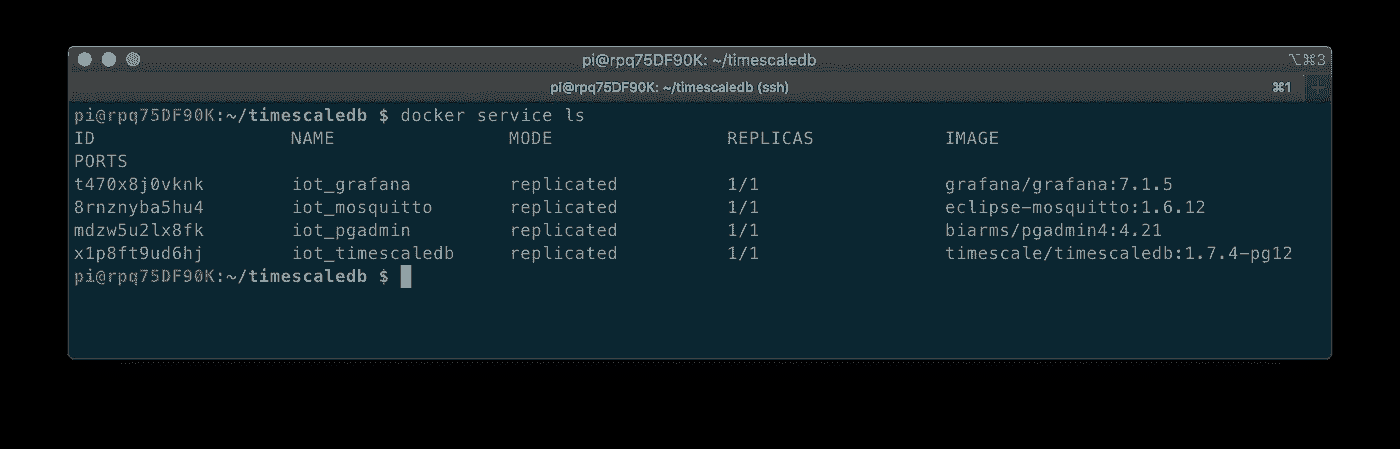 pi@rpq75DF90K: ~/timescaledb ⌥⌘3
pi@rpq75DF90K: ~/timescaledb (ssh) ⌘1 +
pi@rpq75DF90K:~/timescaledb $ docker service ls
ID NAME MODE REPLICAS IMAGE
PORTS
t470x8j0vknk iot_grafana replicated 1/1 grafana/grafana:7.1.5
8rnznyba5hu4 iot_mosquitto replicated 1/1 eclipse-mosquitto:1.6.12
mdzw5u2lx8fk iot_pgadmin replicated 1/1 biarms/pgadmin4:4.21
x1p8ft9ud6hj iot_timescaledb replicated 1/1 timescale/timescaledb:1.7.4-pg12
pi@rpq75DF90K:~/timescaledb $